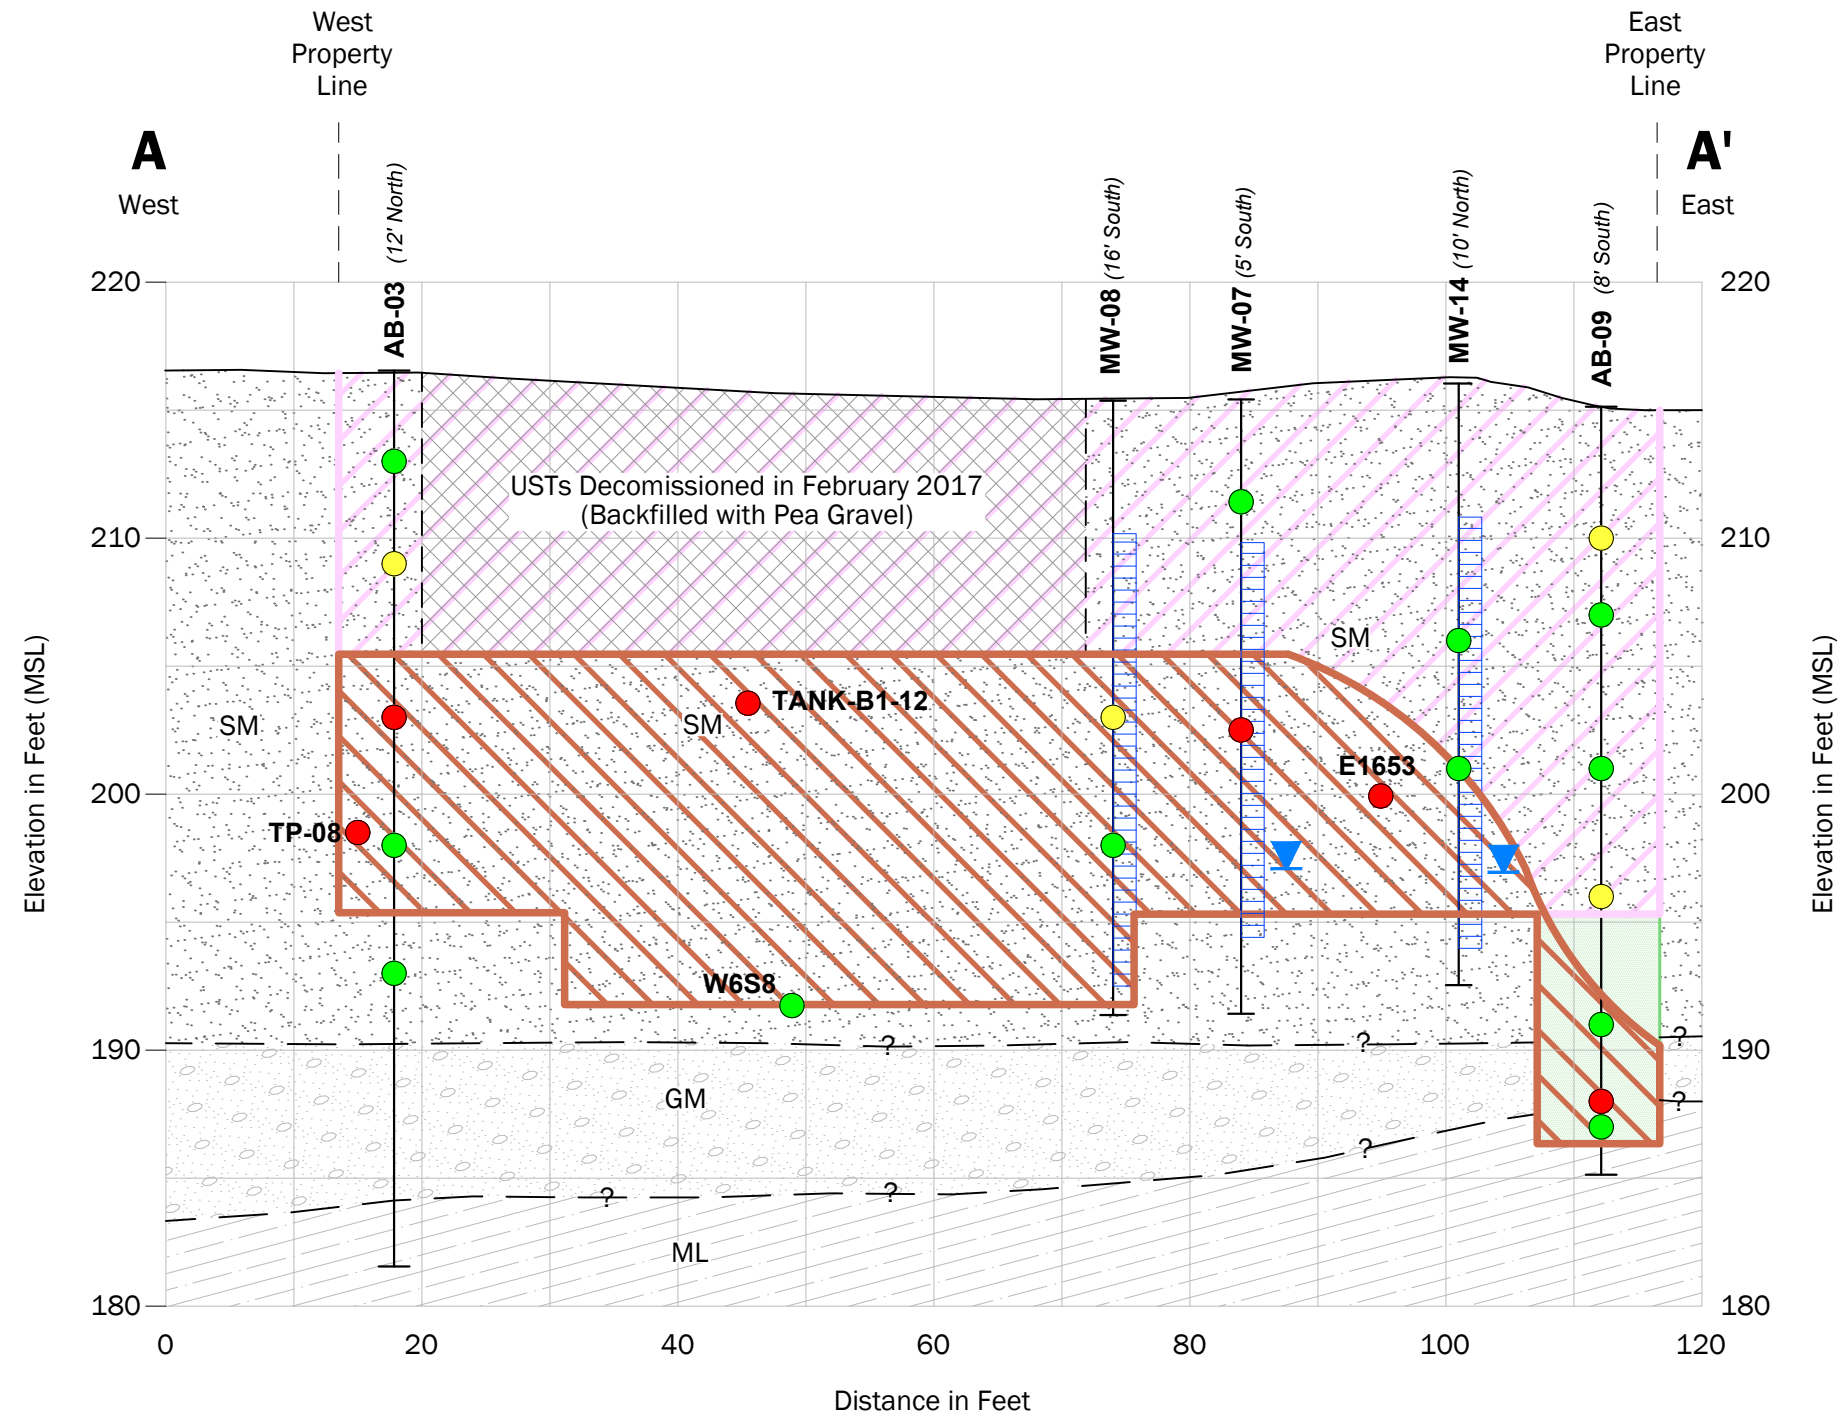 West
Property
Line
East
Property
Line
A
A'
West
East
AB-03 (12' North)
MW-08 (16' South)
MW-07 (5' South)
MW-14 (10' North)
AB-09 (8' South)
220
220
USTs Decomissioned in February 2017
(Backfilled with Pea Gravel)
210
210
SM
SM
SM
TANK-B1-12
E1653
200
200
TP-08
W6S8
190
190
?
?
?
GM
?
?
?
?
ML
180
180
0
20
40
60
80
100
120
Distance in Feet
Elevation in Feet (MSL)
Elevation in Feet (MSL)